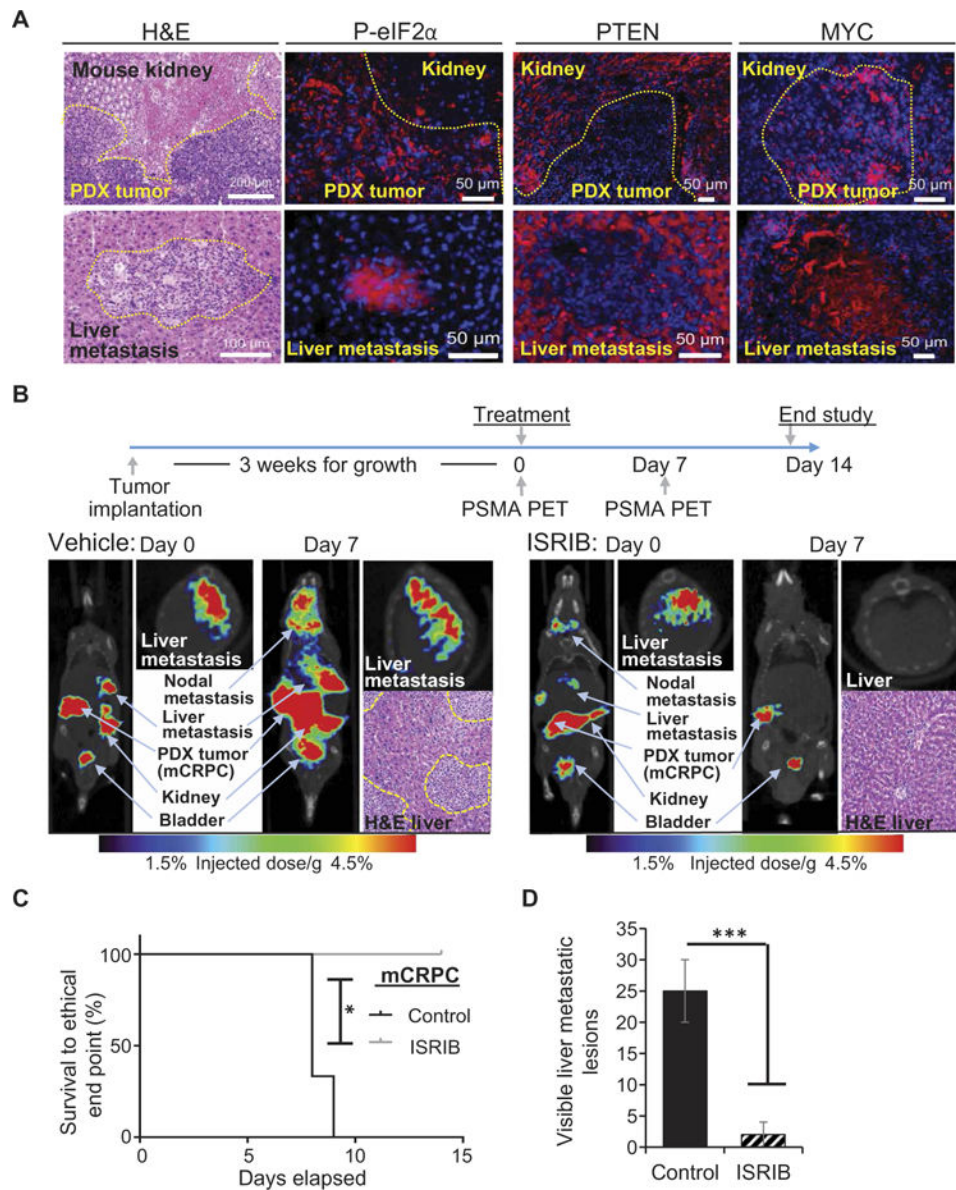 A
H&E
P-eIF2α
PTEN
MYC
Mouse kidney
PDX tumor
200 µm
Kidney
PDX tumor
50 µm
Kidney
PDX tumor
50 µm
Kidney
PDX tumor
50 µm
Liver
metastasis
100 µm
Liver metastasis
50 µm
Liver metastasis
50 µm
Liver metastasis
50 µm
B
Treatment
End study
3 weeks for growth
0
Day 7
Day 14
Tumor
implantation
PSMA PET
PSMA PET
Vehicle:
Day 0
Day 7
Liver
metastasis
Nodal
metastasis
Liver
metastasis
PDX tumor
(mCRPC)
Kidney
Bladder
Liver
metastasis
H&E liver
1.5% Injected dose/g 4.5%
ISRIB:
Day 0
Day 7
Liver
metastasis
Nodal
metastasis
Liver
metastasis
PDX tumor
(mCRPC)
Kidney
Bladder
Liver
H&E liver
1.5% Injected dose/g 4.5%
C
Survival to ethical
end point (%)
100
50
0
0
5
10
15
Days elapsed
mCRPC
*
Control
ISRIB
D
Visible liver metastatic
lesions
35
30
25
20
15
10
5
0
***
Control
ISRIB